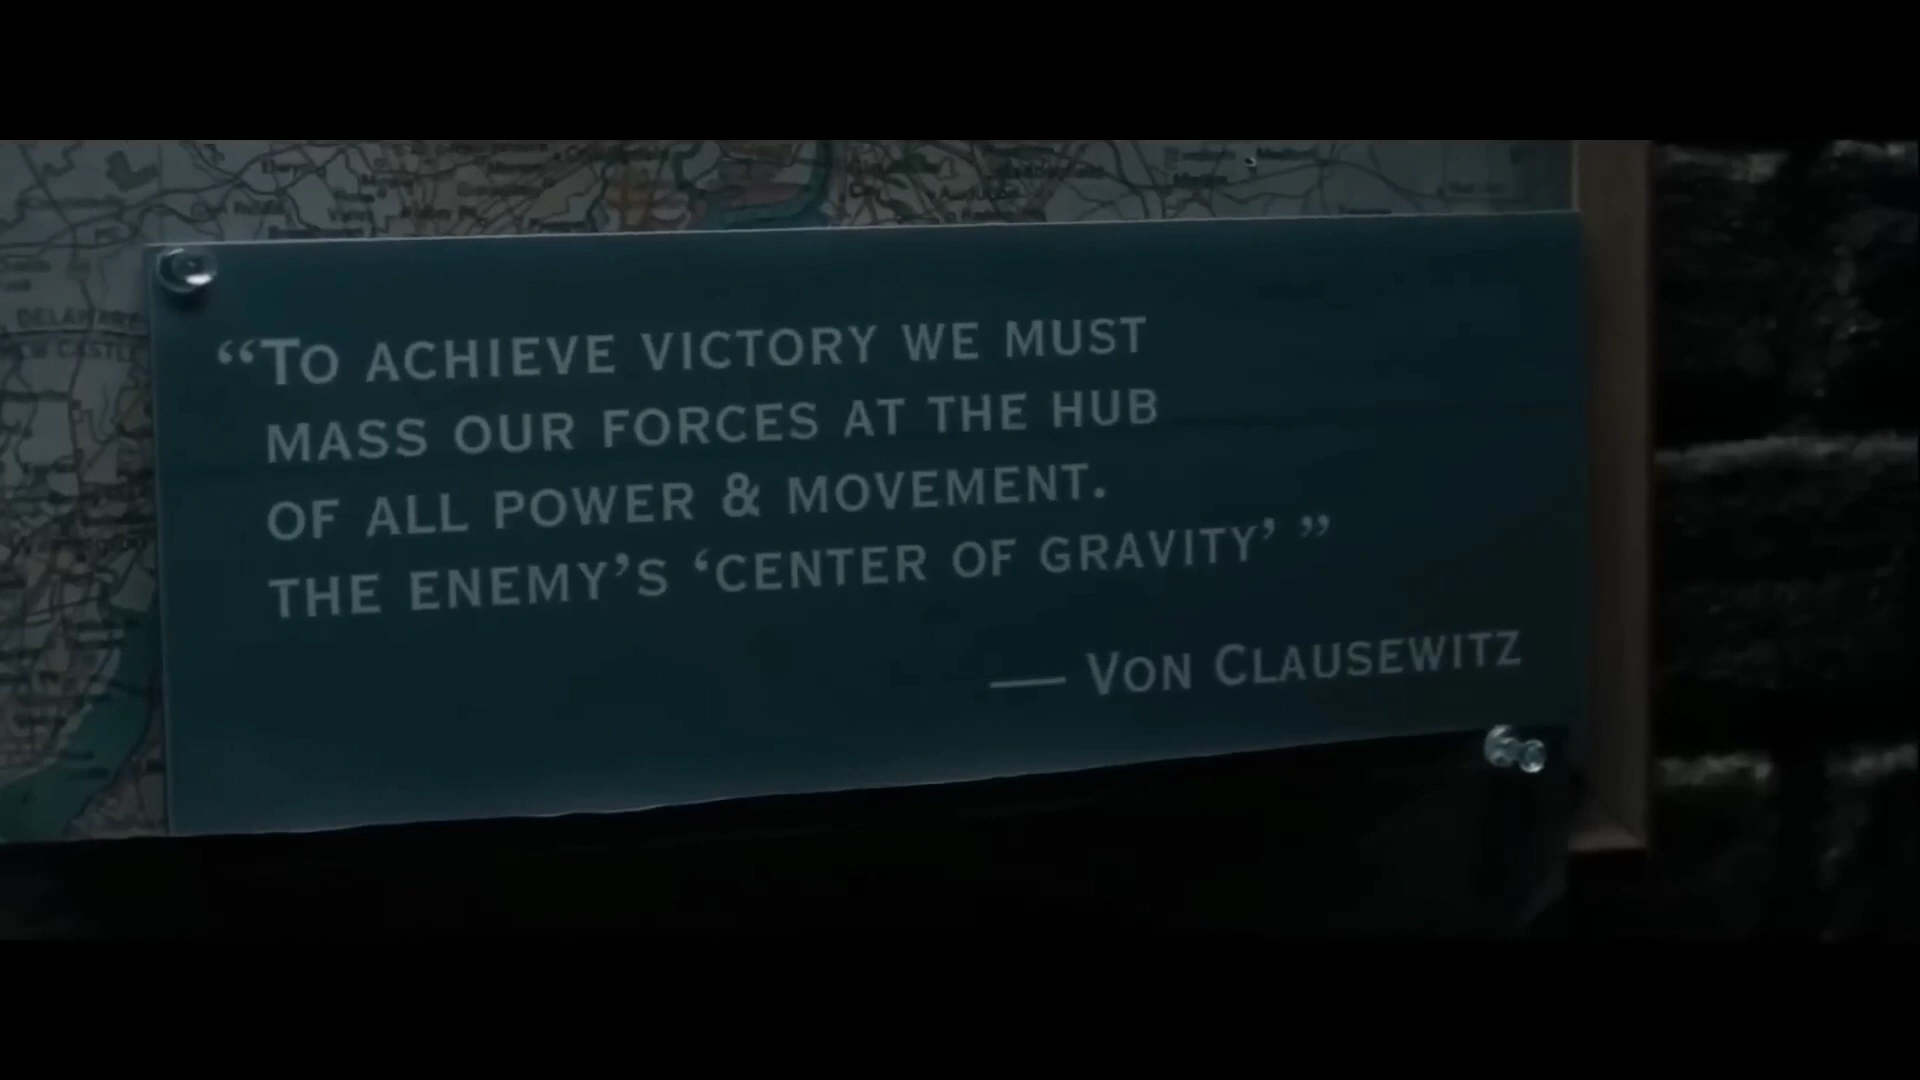 “TO ACHIEVE VICTORY WE MUST
MASS OUR FORCES AT THE HUB
OF ALL POWER & MOVEMENT.
THE ENEMY’S ‘CENTER OF GRAVITY’ ”
— VON CLAUSEWITZ
DELAWARE